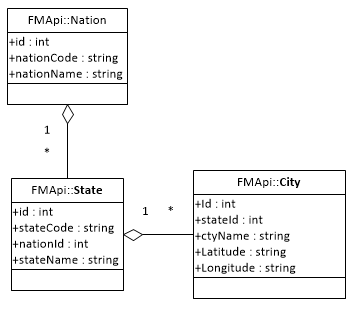 FMApi::Nation
+id : int
+nationCode : string
+nationName : string
1
*
FMApi::State
+id : int
+stateCode : string
+nationId : int
+stateName : string
1 *
FMApi::City
+Id : int
+stateId : int
+ctyName : string
+Latitude : string
+Longitude : string